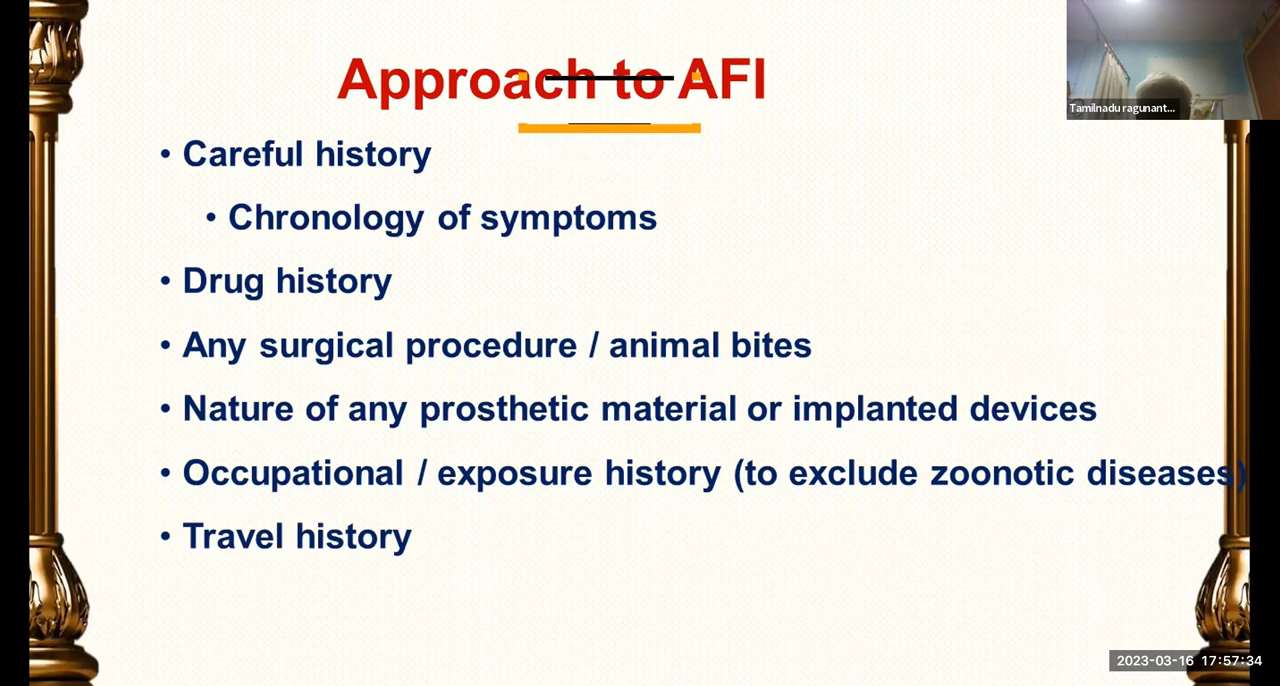 Approach to AFI
Tamilnadu ragunant...
• Careful history
• Chronology of symptoms
• Drug history
• Any surgical procedure / animal bites
• Nature of any prosthetic material or implanted devices
• Occupational / exposure history (to exclude zoonotic diseases)
• Travel history
2023-03-16 17:57:34